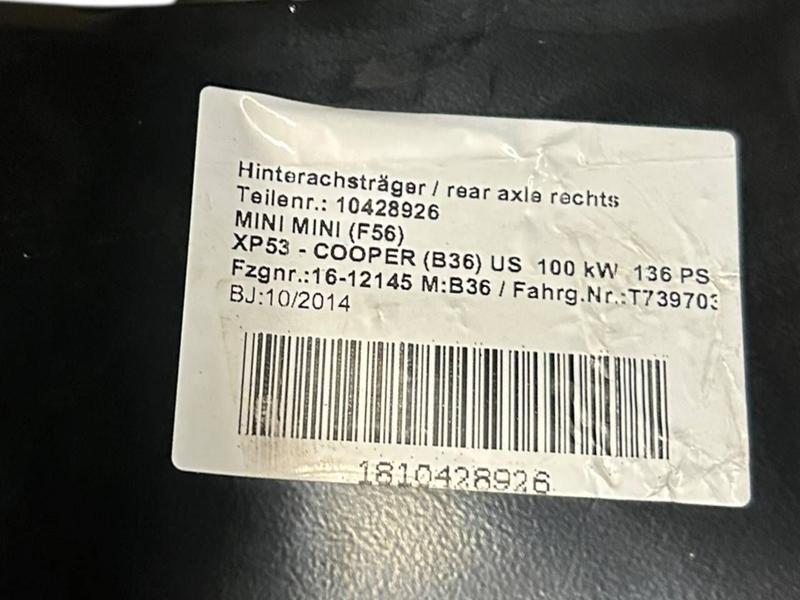 Hinterachsträger / rear axle rechts
Teilenr.: 10428926
MINI MINI (F56)
XP53 - COOPER (B36) US 100 kW 136 PS
Fzgnr.:16-12145 M:B36 / Fahrg.Nr.:T739703
BJ:10/2014
1810428926